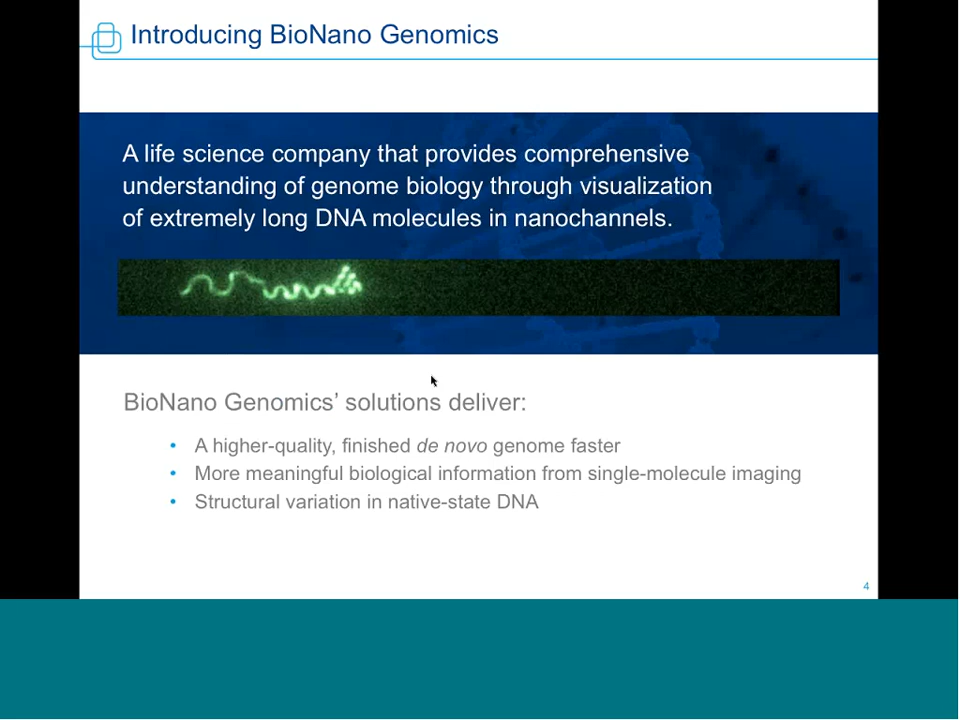 Introducing BioNano Genomics
A life science company that provides comprehensive
understanding of genome biology through visualization
of extremely long DNA molecules in nanochannels.
BioNano Genomics’ solutions deliver:
• A higher-quality, finished de novo genome faster
• More meaningful biological information from single-molecule imaging
• Structural variation in native-state DNA
4